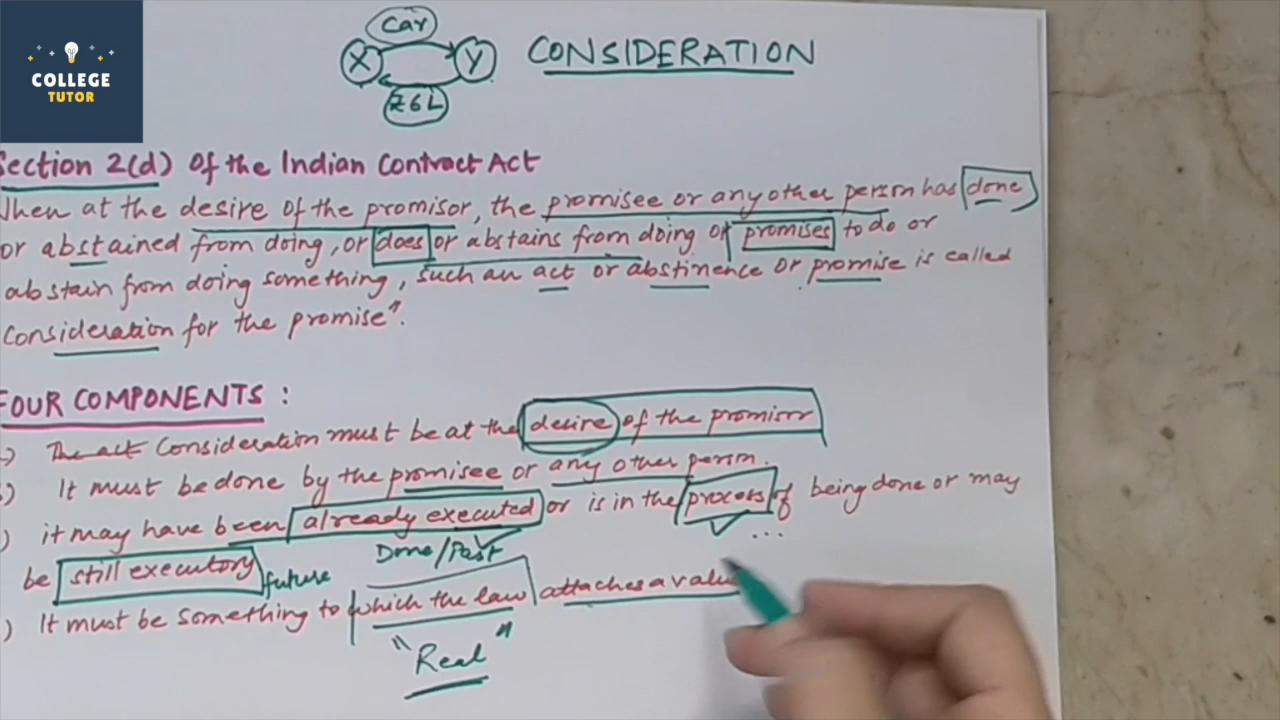 COLLEGE
TUTOR
Car
X Y CONSIDERATION
₹6L
Section 2(d) Of the Indian Contract Act
When at the desire of the promisor, the promisee or any other person has done
or abstained from doing, or does or abstains from doing or promises to do or
abstain from doing something, such an act or abstinence or promise is called
Consideration for the promise".
FOUR COMPONENTS :
) The act Consideration must be at the desire of the promisor
) It must be done by the promisee or any other person.
) it may have been already executed or is in the process of being done or may
Done/Past ...
be still executory future
) It must be something to which the law attaches a value
"Real"